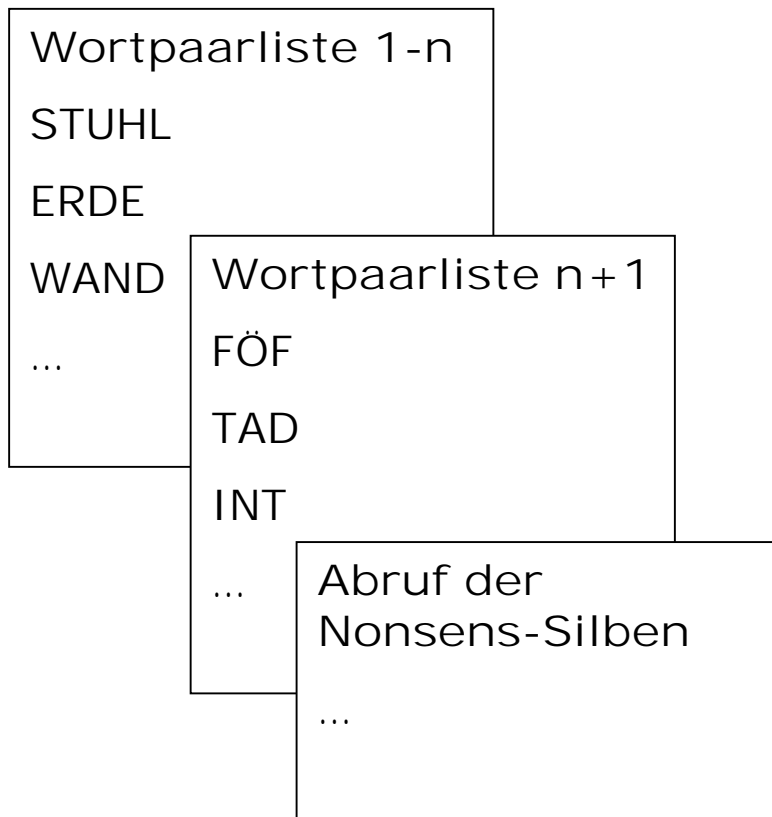 Wortpaarliste 1-n
STUHL
ERDE
WAND
...
Wortpaarliste n+1
FÖF
TAD
INT
...
Abruf der
Nonsens-Silben
...